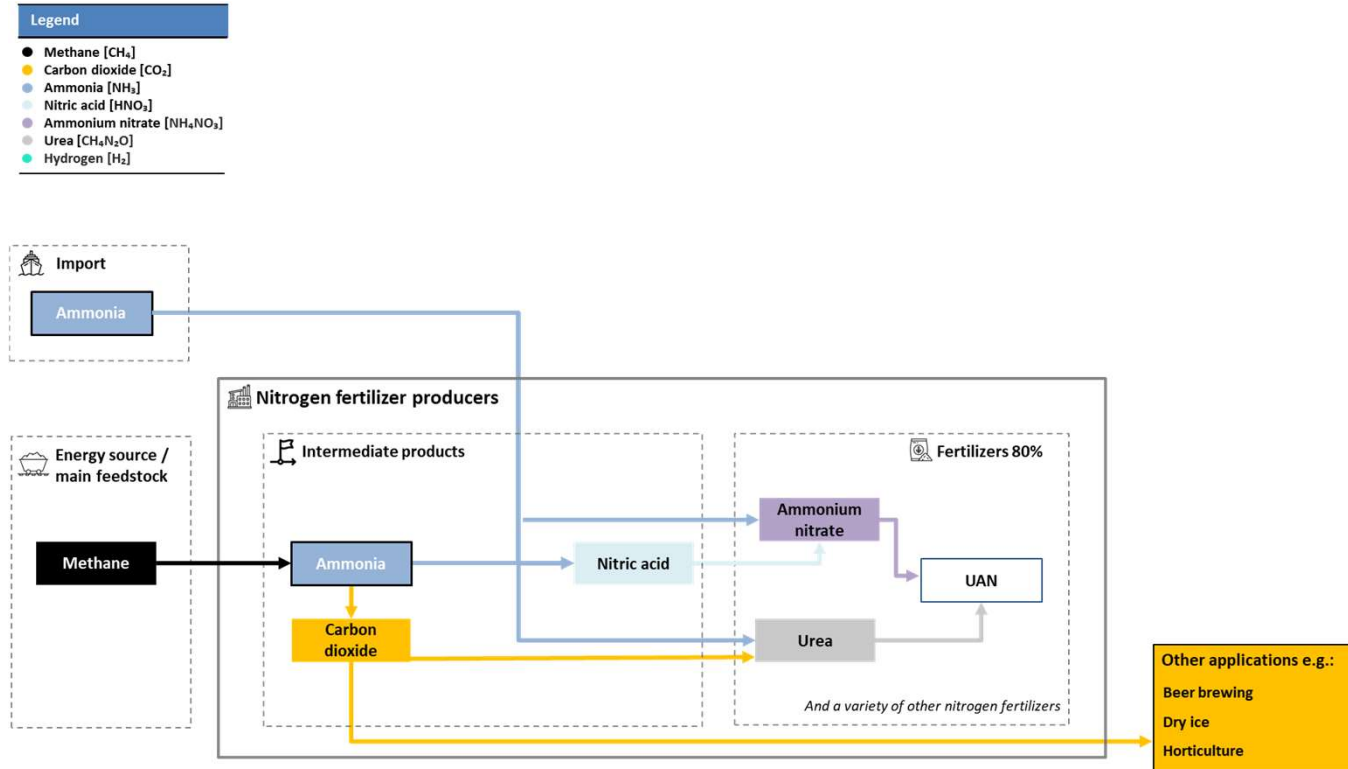 Legend
Methane [CH₄]
Carbon dioxide [CO₂]
Ammonia [NH₃]
Nitric acid [HNO₃]
Ammonium nitrate [NH₄NO₃]
Urea [CH₄N₂O]
Hydrogen [H₂]
Import
Ammonia
Nitrogen fertilizer producers
Energy source /
main feedstock
Intermediate products
Fertilizers 80%
Methane
Ammonia
Nitric acid
Ammonium
nitrate
UAN
Carbon
dioxide
Urea
And a variety of other nitrogen fertilizers
Other applications e.g.:
Beer brewing
Dry ice
Horticulture